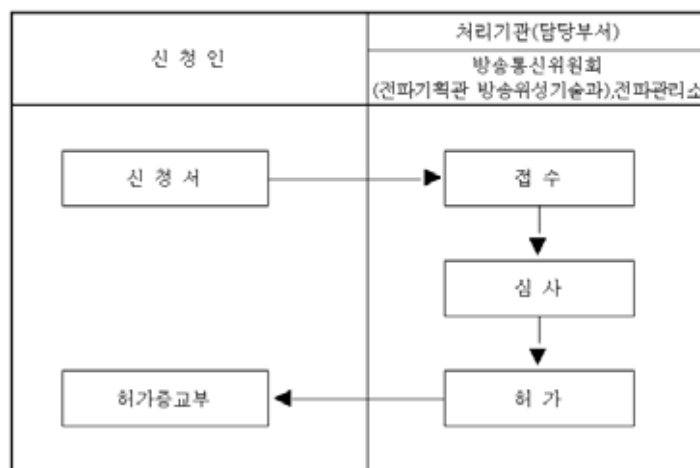 신 청 인
처리기관(담당부서)
방송통신위원회
(전파기획관 방송위성기술과),전파관리소
신 청 서
접 수
심 사
허가증교부
허 가